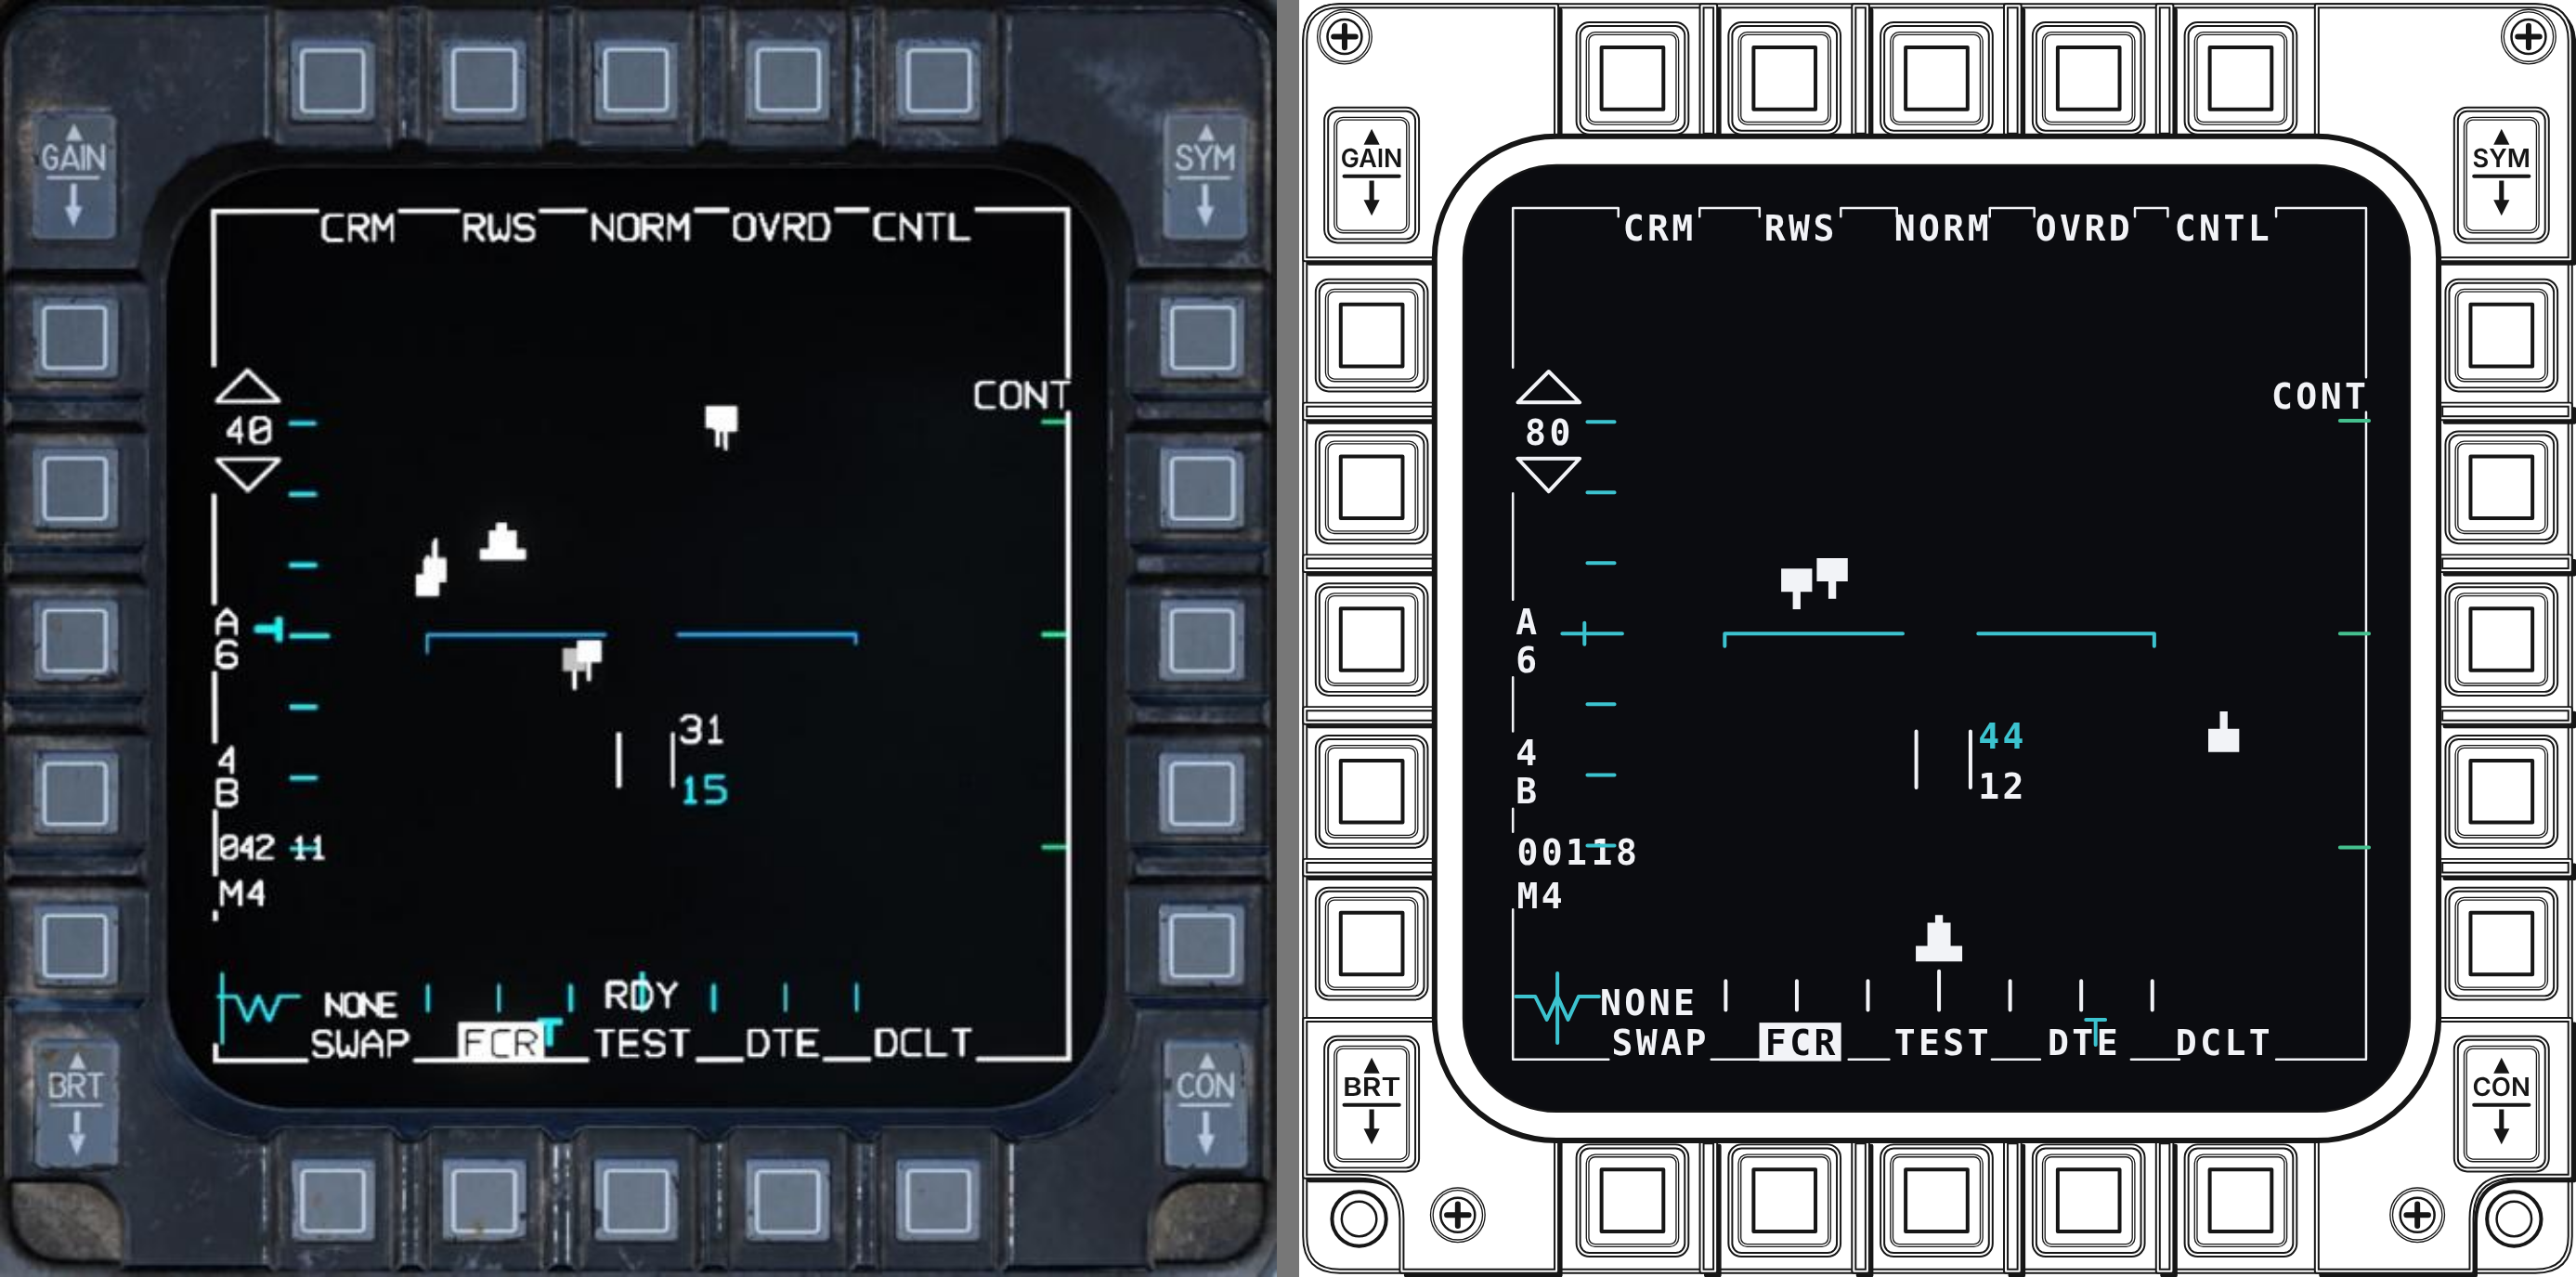 GAIN
SYM
CRM RWS NORM OVRD CNTL
CONT
40
A
6
31
4
B
15
042 11
M4
RDY
NONE
SWAP FCR T TEST DTE DCLT
BRT
CON
GAIN
SYM
CRM RWS NORM OVRD CNTL
CONT
80
A
6
44
4
B
12
00118
M4
NONE
SWAP FCR TEST DTE DCLT
BRT
CON